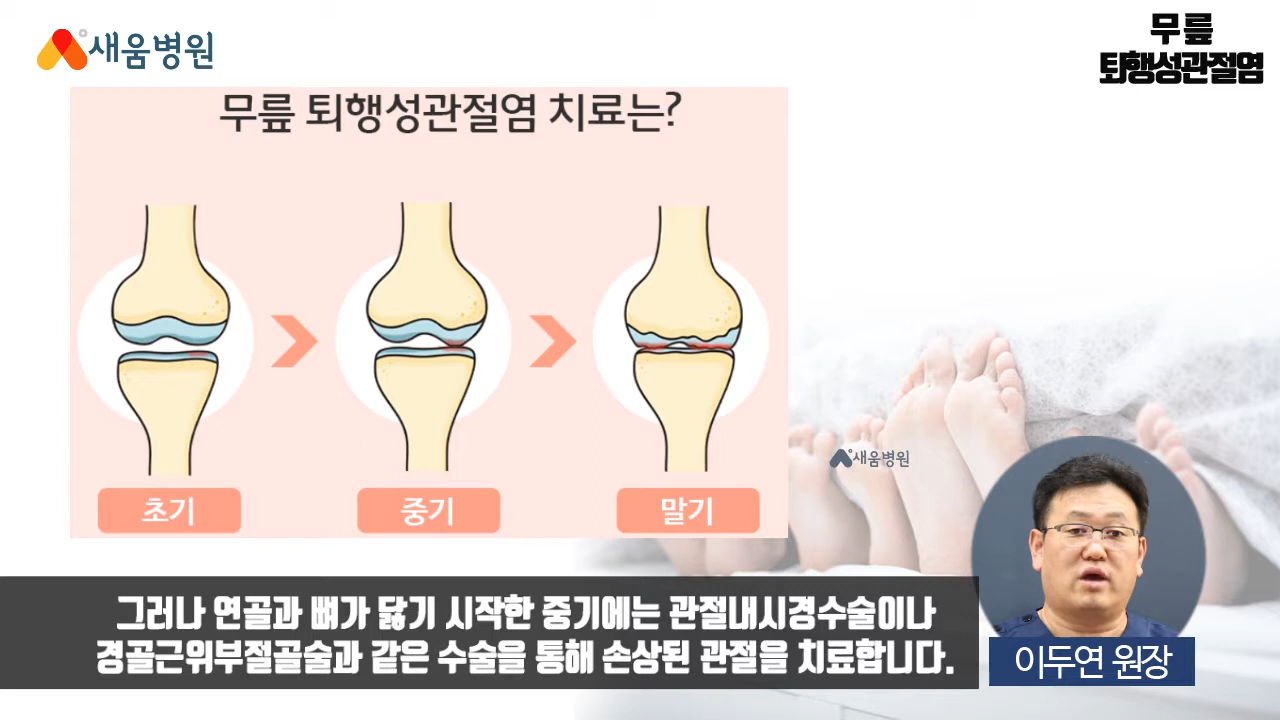 새움병원
무릎
퇴행성관절염
무릎 퇴행성관절염 치료는?
초기
중기
말기
새움병원
그러나 연골과 뼈가 닳기 시작한 중기에는 관절내시경수술이나
경골근위부절골술과 같은 수술을 통해 손상된 관절을 치료합니다.
이두연 원장